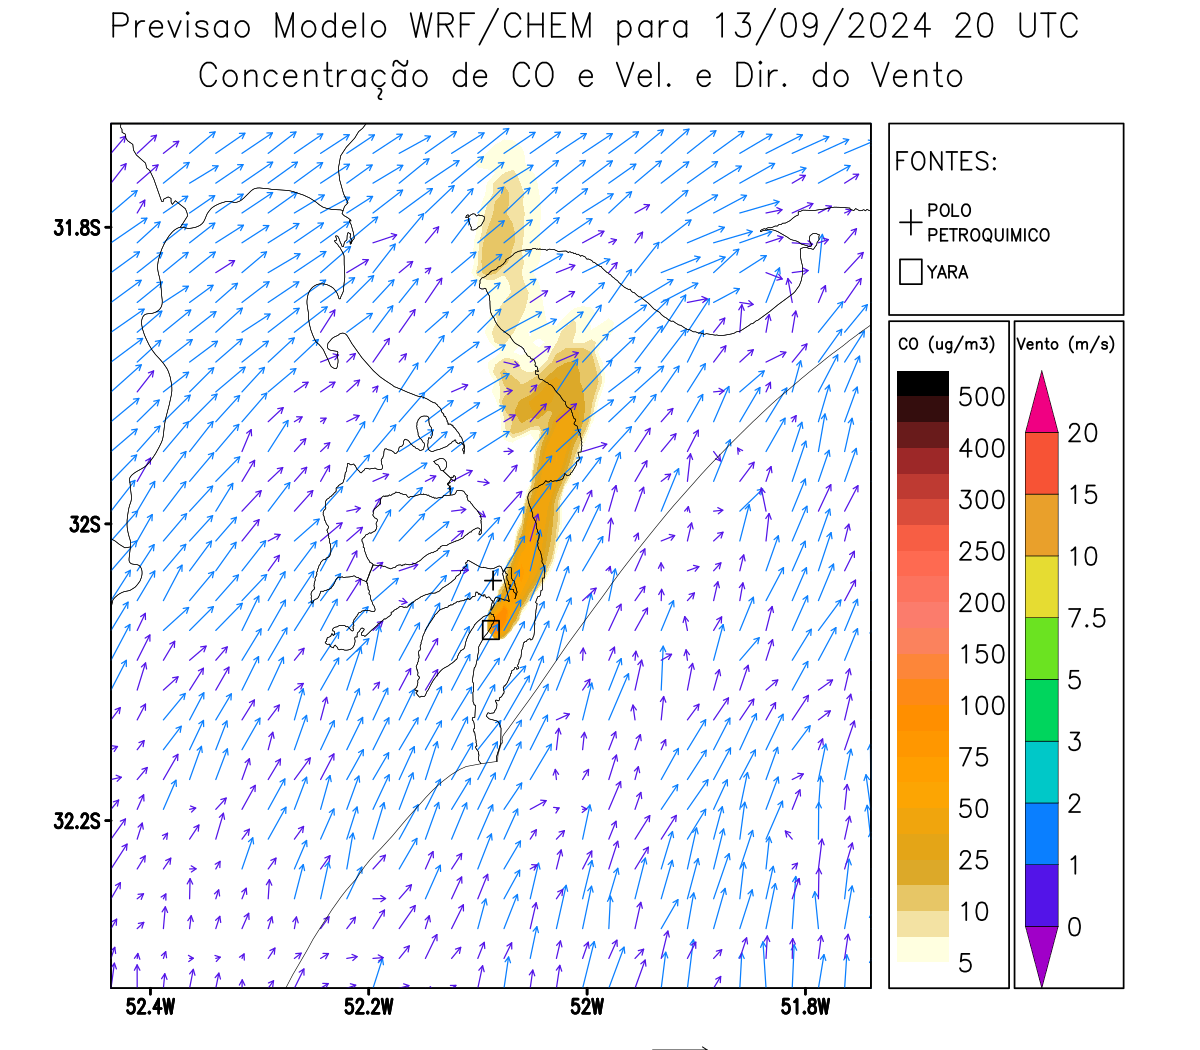 Previsao Modelo WRF/CHEM para 13/09/2024 20 UTC
Concentração de CO e Vel. e Dir. do Vento
FONTES:
POLO
PETROQUIMICO
YARA
CO (ug/m3)
500
400
300
250
200
150
100
75
50
25
10
5
Vento (m/s)
20
15
10
7.5
5
3
2
1
0
31.8S
32S
32.2S
52.4W
52.2W
52W
51.8W